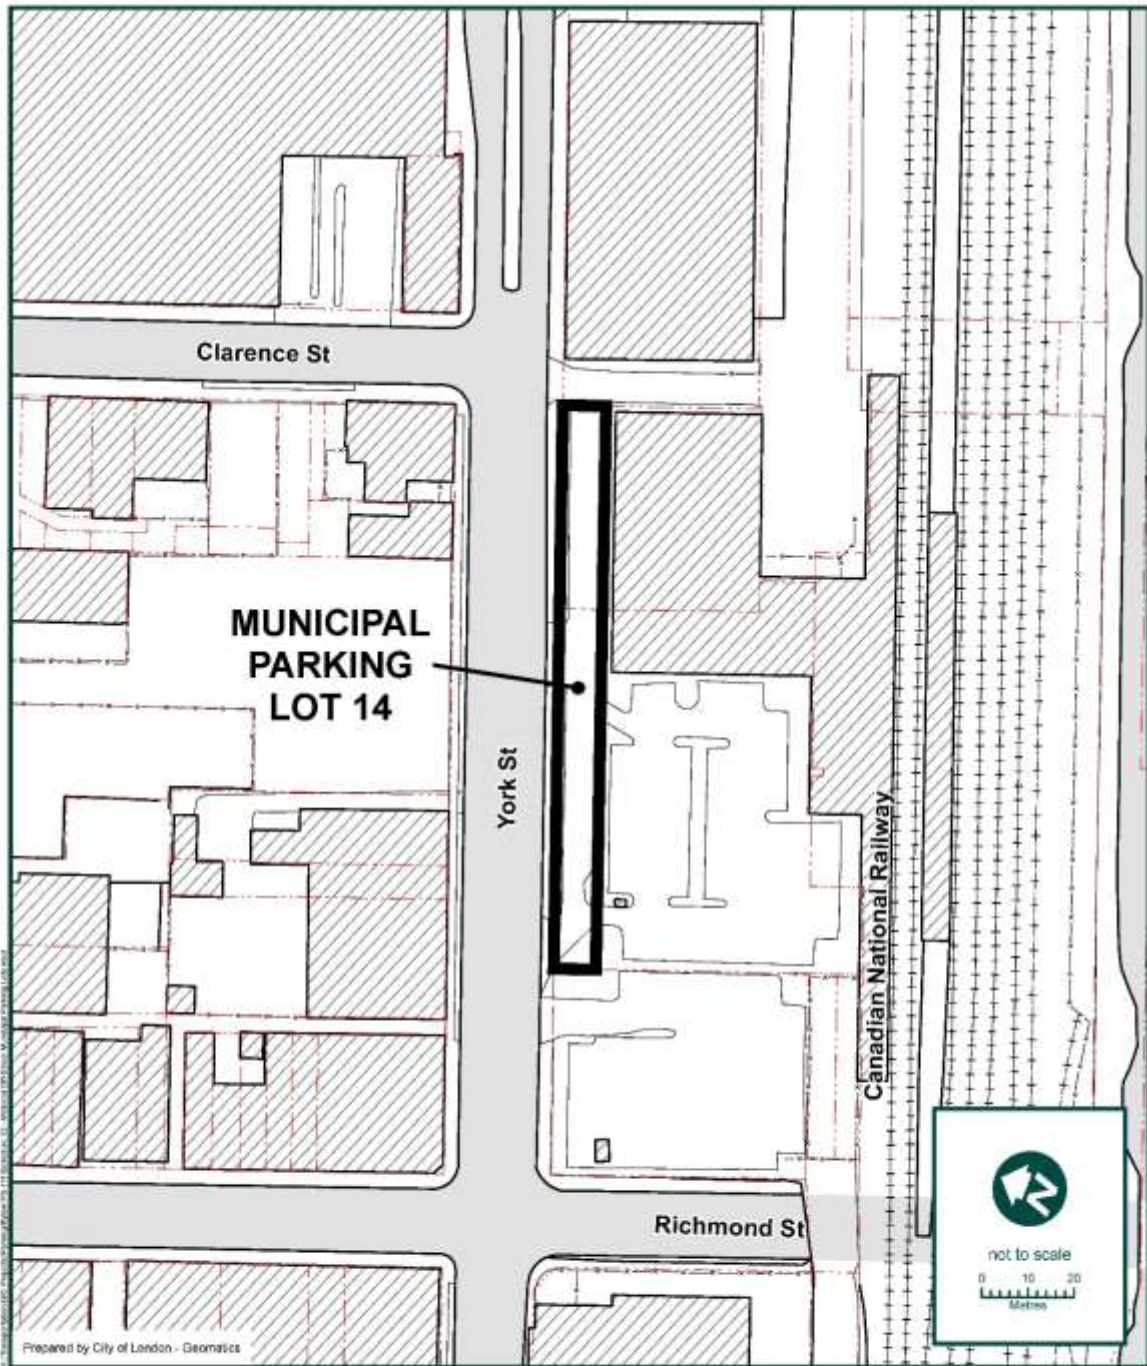 Clarence St
MUNICIPAL
PARKING
LOT 14
York St
Canadian National Railway
Richmond St
N
not to scale
0 10 20
Metres
Prepared by City of London - Geomatics